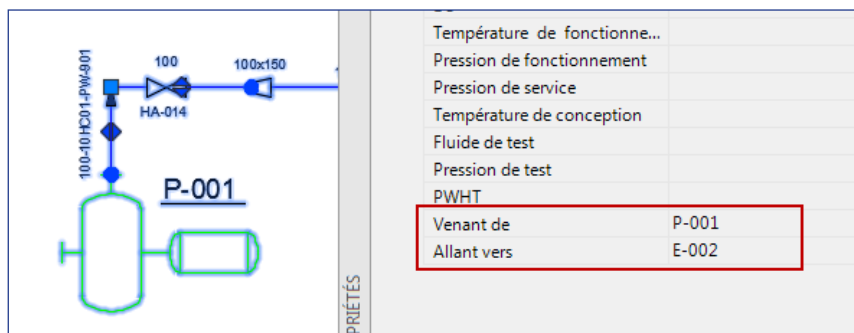 100
100x150
100-10HC01-PW-901
HA-014
P-001
Température de fonctionne...
Pression de fonctionnement
Pression de service
Température de conception
Fluide de test
Pression de test
PWHT
Venant de P-001
Allant vers E-002